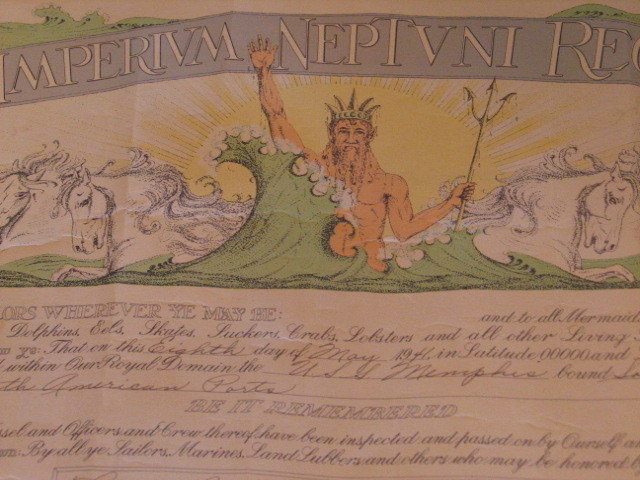 IMPERIVM NEPTVNI REG
WHEREVER YE MAY BE:
and to all Mermaid
Dolphins, Eels, Skates, Suckers, Crabs, Lobsters and all other Living
That on this Eighth day of May 1941, in Latitude 00000 and
within Our Royal Domain the U.S.S. Memphis bound
American Ports
BE IT REMEMBERED
and Officers and Crew thereof, have been inspected and passed on by Ourself
By all ye Sailors, Marines, Land Lubbers and others who may be honored